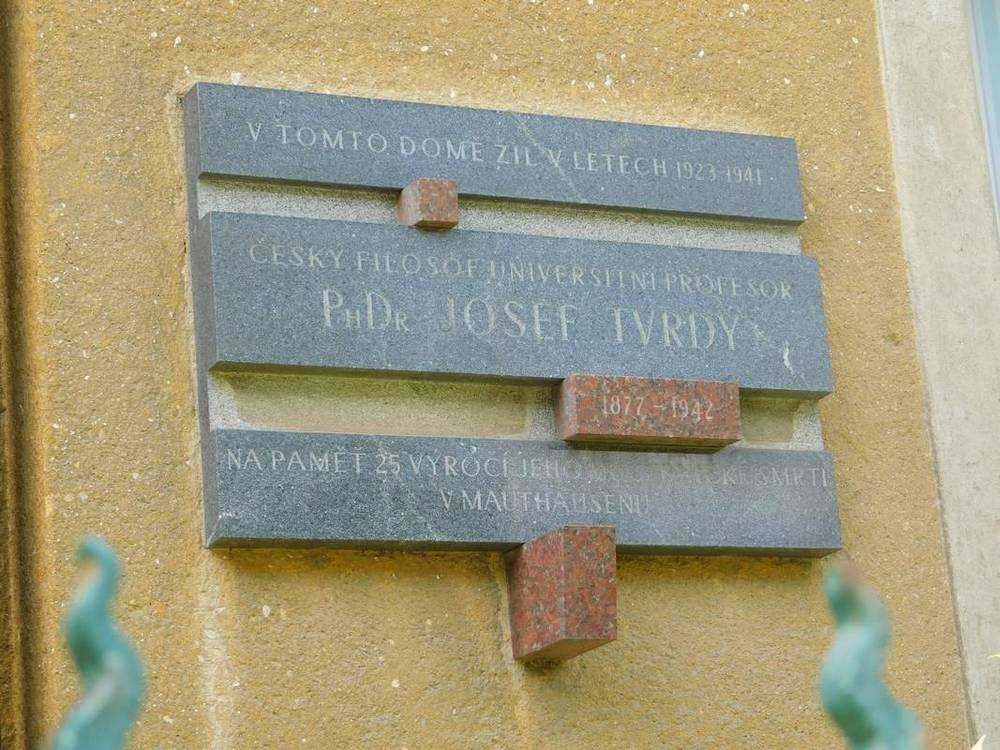 V TOMTO DOMĚ ŽIL V LETECH 1923-1941
ČESKÝ FILOSOF UNIVERSITNÍ PROFESOR
PHDR JOSEF TVRDÝ
1877 - 1942
NA PAMĚŤ 25 VÝROČÍ JEHO SMRTI
V MAUTHAUSENU